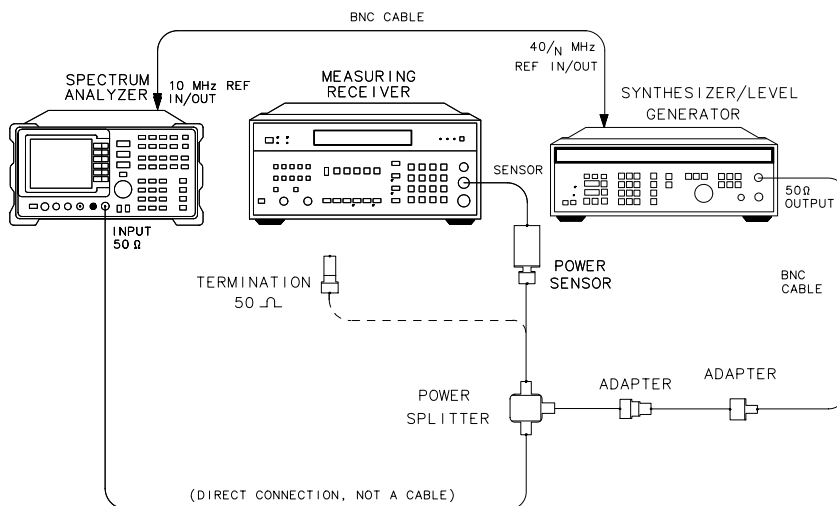 BNC CABLE
40/N MHz
REF IN/OUT
SPECTRUM
ANALYZER
10 MHz REF
IN/OUT
MEASURING
RECEIVER
SYNTHESIZER/LEVEL
GENERATOR
SENSOR
50Ω
OUTPUT
INPUT
50Ω
POWER
SENSOR
BNC
CABLE
TERMINATION
50 Ω
POWER
SPLITTER
ADAPTER
ADAPTER
(DIRECT CONNECTION, NOT A CABLE)